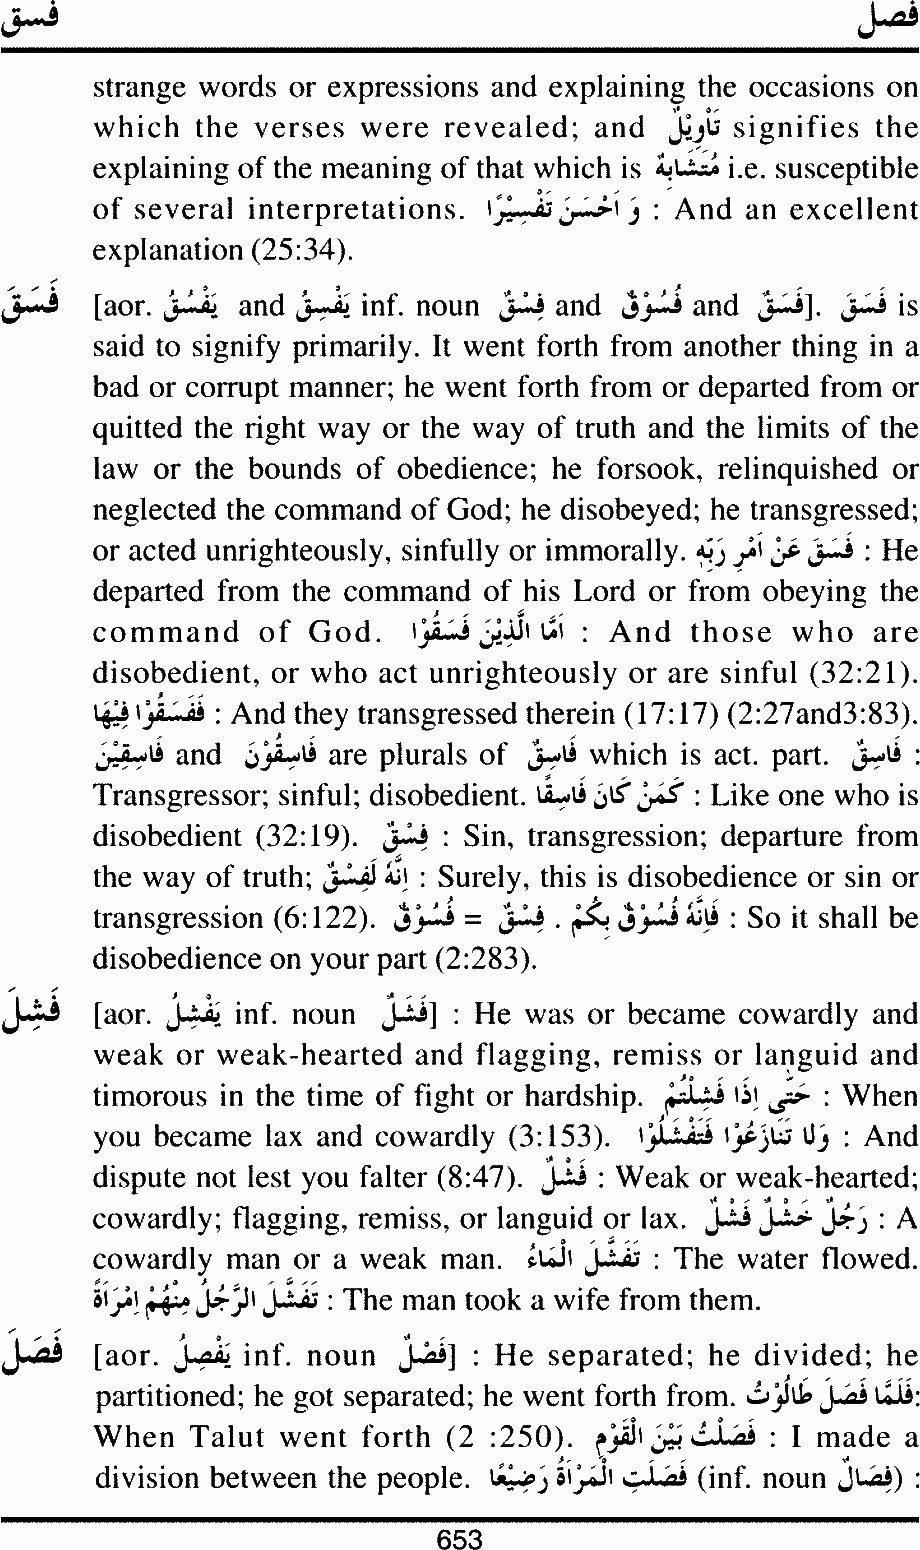 فسق فصل
strange words or expressions and explaining the occasions on
which the verses were revealed; and تَأْوِيْلٌ signifies the
explaining of the meaning of that which is مُتَشَابِهٌ i.e. susceptible
of several interpretations. وَ اَحْسَنَ تَفْسِيْرًا : And an excellent
explanation (25:34).
فَسَقَ [aor. يَفْسُقُ and يَفْسِقُ inf. noun فِسْقٌ and فُسُوْقٌ and فَسْقٌ]. فَسَقَ is
said to signify primarily. It went forth from another thing in a
bad or corrupt manner; he went forth from or departed from or
quitted the right way or the way of truth and the limits of the
law or the bounds of obedience; he forsook, relinquished or
neglected the command of God; he disobeyed; he transgressed;
or acted unrighteously, sinfully or immorally. فَسَقَ عَنْ اَمْرِ رَبِّهٖ : He
departed from the command of his Lord or from obeying the
command of God. اَمَّا الَّذِيْنَ فَسَقُوْا : And those who are
disobedient, or who act unrighteously or are sinful (32:21).
فَفَسَقُوْا فِيْهَا : And they transgressed therein (17:17) (2:27and3:83).
فَاسِقِيْنَ and فَاسِقُوْنَ are plurals of فَاسِقٌ which is act. part. فَاسِقٌ :
Transgressor; sinful; disobedient. كَمَنْ كَانَ فَاسِقًا : Like one who is
disobedient (32:19). فِسْقٌ : Sin, transgression; departure from
the way of truth; اِنَّهٗ لَفِسْقٌ : Surely, this is disobedience or sin or
transgression (6:122). فُسُوْقٌ = فِسْقٌ . فَاِنَّهٗ فُسُوْقٌ بِكُمْ : So it shall be
disobedience on your part (2:283).
فَشِلَ [aor. يَفْشِلُ inf. noun فَشَلٌ] : He was or became cowardly and
weak or weak-hearted and flagging, remiss or languid and
timorous in the time of fight or hardship. حَتّٰى اِذَا فَشِلْتُمْ : When
you became lax and cowardly (3:153). وَلَا تَنَازَعُوْا فَتَفْشَلُوْا : And
dispute not lest you falter (8:47). فَشْلٌ : Weak or weak-hearted;
cowardly; flagging, remiss, or languid or lax. رَجُلٌ خَشْلٌ فَشْلٌ : A
cowardly man or a weak man. تَفَشَّلَ الْمَاءُ : The water flowed.
تَفَشَّلَ الرَّجُلُ مِنْهُمْ اِمْرَاَةً : The man took a wife from them.
فَصَلَ [aor. يَفْصِلُ inf. noun فَصْلٌ] : He separated; he divided; he
partitioned; he got separated; he went forth from. فَلَمَّا فَصَلَ طَالُوْتُ:
When Talut went forth (2 :250). فَصَلْتُ بَيْنَ الْقَوْمِ : I made a
division between the people. فَصَلَتِ الْمَرْاَةُ رَضِيْعًا (inf. noun فِصَالٌ) :
653